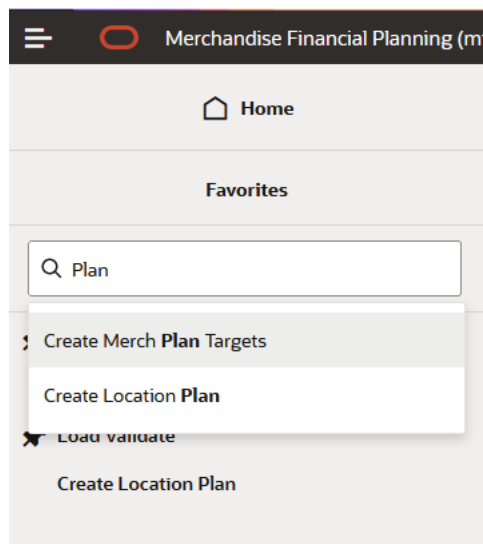 Merchandise Financial Planning (m
Home
Favorites
Plan
Create Merch Plan Targets
Create Location Plan
Load Validate
Create Location Plan